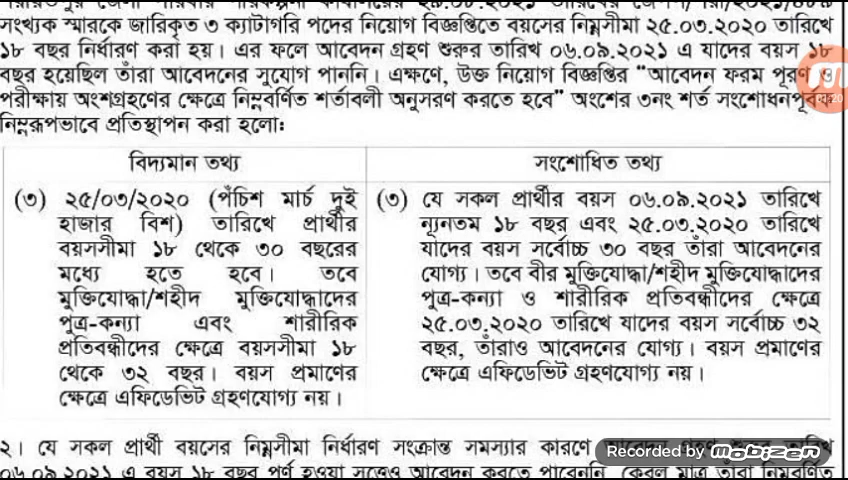 সংখ্যক স্মারকে জারিকৃত ৩ ক্যাটাগরি পদের নিয়োগ বিজ্ঞপ্তিতে বয়সের নিম্নসীমা ২৫.০৩.২০২০ তারিখে
১৮ বছর নির্ধারণ করা হয়। এর ফলে আবেদন গ্রহণ শুরুর তারিখ ০৬.০৯.২০২১ এ যাদের বয়স ১৮
বছর হয়েছিল তাঁরা আবেদনের সুযোগ পাননি। এক্ষণে, উক্ত নিয়োগ বিজ্ঞপ্তির "আবেদন ফরম পূরণ ও
পরীক্ষায় অংশগ্রহণের ক্ষেত্রে নিম্নবর্ণিত শর্তাবলী অনুসরণ করতে হবে" অংশের ৩নং শর্ত সংশোধনপূর্বক
নিম্নরূপভাবে প্রতিস্থাপন করা হলোঃ
বিদ্যমান তথ্য
(৩) ২৫/০৩/২০২০ (পঁচিশ মার্চ দুই
হাজার বিশ) তারিখে প্রার্থীর
বয়সসীমা ১৮ থেকে ৩০ বছরের
মধ্যে হতে হবে। তবে
মুক্তিযোদ্ধা/শহীদ মুক্তিযোদ্ধাদের
পুত্র-কন্যা এবং শারীরিক
প্রতিবন্ধীদের ক্ষেত্রে বয়সসীমা ১৮
থেকে ৩২ বছর। বয়স প্রমাণের
ক্ষেত্রে এফিডেভিট গ্রহণযোগ্য নয়।
সংশোধিত তথ্য
(৩) যে সকল প্রার্থীর বয়স ০৬.০৯.২০২১ তারিখে
ন্যূনতম ১৮ বছর এবং ২৫.০৩.২০২০ তারিখে
যাদের বয়স সর্বোচ্চ ৩০ বছর তাঁরা আবেদনের
যোগ্য। তবে বীর মুক্তিযোদ্ধা/শহীদ মুক্তিযোদ্ধাদের
পুত্র-কন্যা ও শারীরিক প্রতিবন্ধীদের ক্ষেত্রে
২৫.০৩.২০২০ তারিখে যাদের বয়স সর্বোচ্চ ৩২
বছর, তাঁরাও আবেদনের যোগ্য। বয়স প্রমাণের
ক্ষেত্রে এফিডেভিট গ্রহণযোগ্য নয়।
২। যে সকল প্রার্থী বয়সের নিম্নসীমা নির্ধারণ সংক্রান্ত সমস্যার কারণে
০৬.০৯.২০২১ এ বয়স ১৮ বছর পূর্ণ হওয়া সত্ত্বেও আবেদন করতে পারেননি কেবল মাত্র তাঁরা নিম্নবর্ণিত
Recorded by mobizen